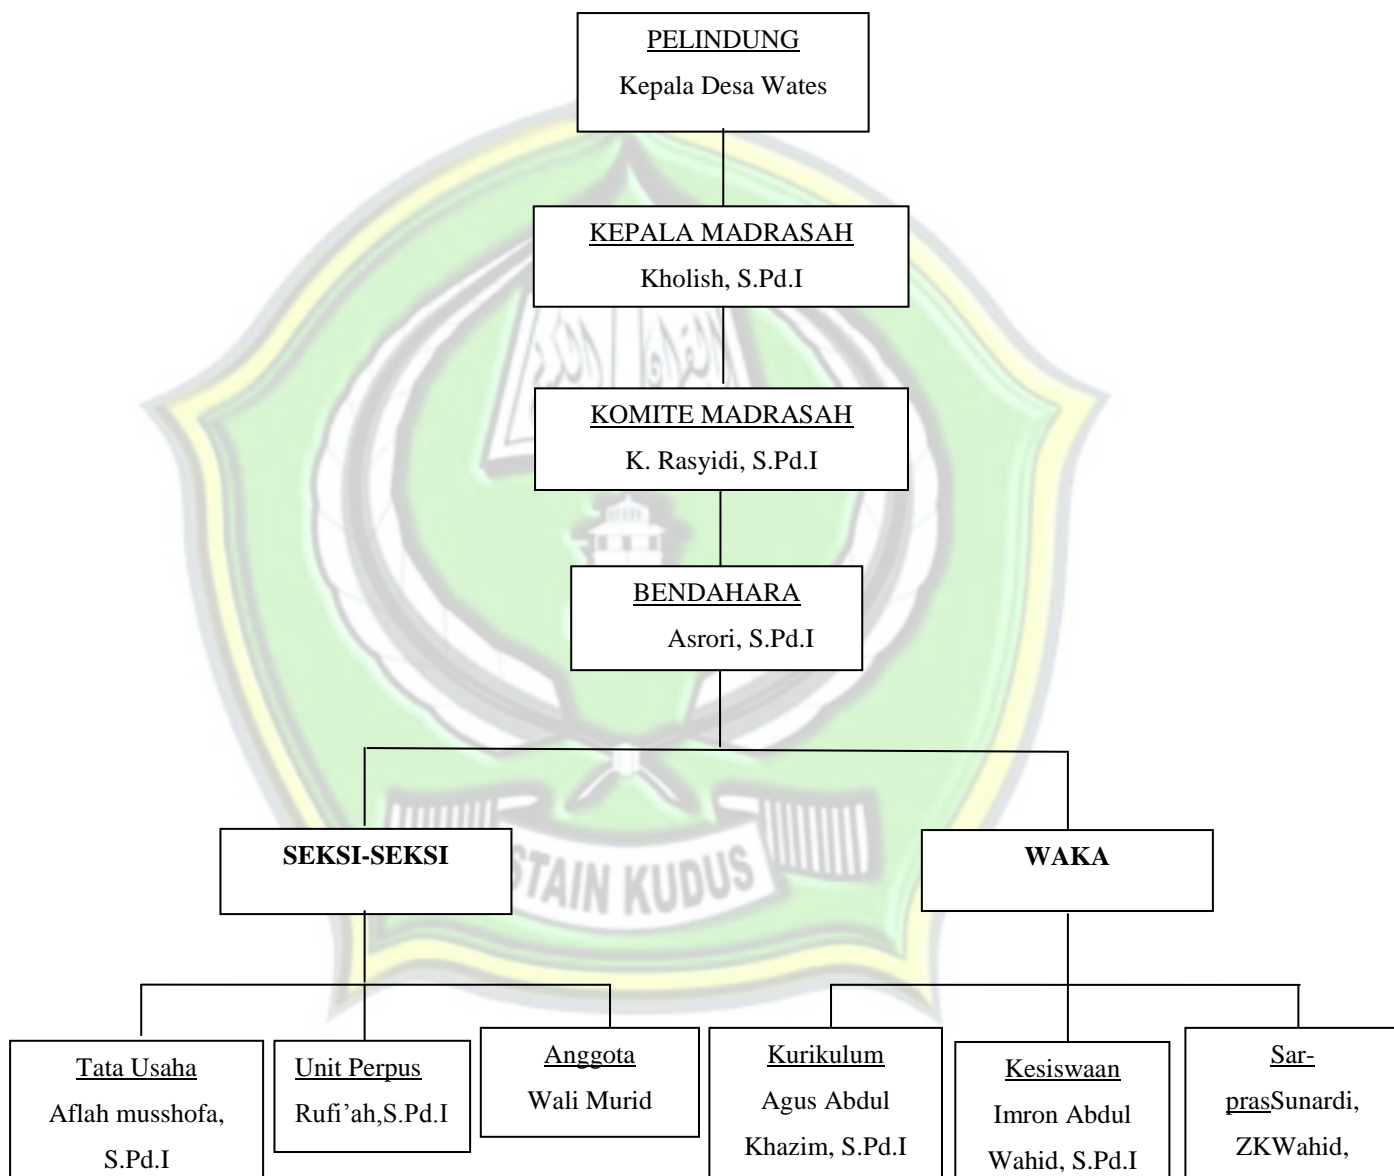 PELINDUNG
Kepala Desa Wates
KEPALA MADRASAH
Kholish, S.Pd.I
KOMITE MADRASAH
K. Rasyidi, S.Pd.I
BENDAHARA
Asrori, S.Pd.I
SEKSI-SEKSI
WAKA
STAIN KUDUS
Tata Usaha
Aflah musshofa,
S.Pd.I
Unit Perpus
Rufi’ah,S.Pd.I
Anggota
Wali Murid
Kurikulum
Agus Abdul
Khazim, S.Pd.I
Kesiswaan
Imron Abdul
Wahid, S.Pd.I
Sar-
prasSunardi,
ZKWahid,